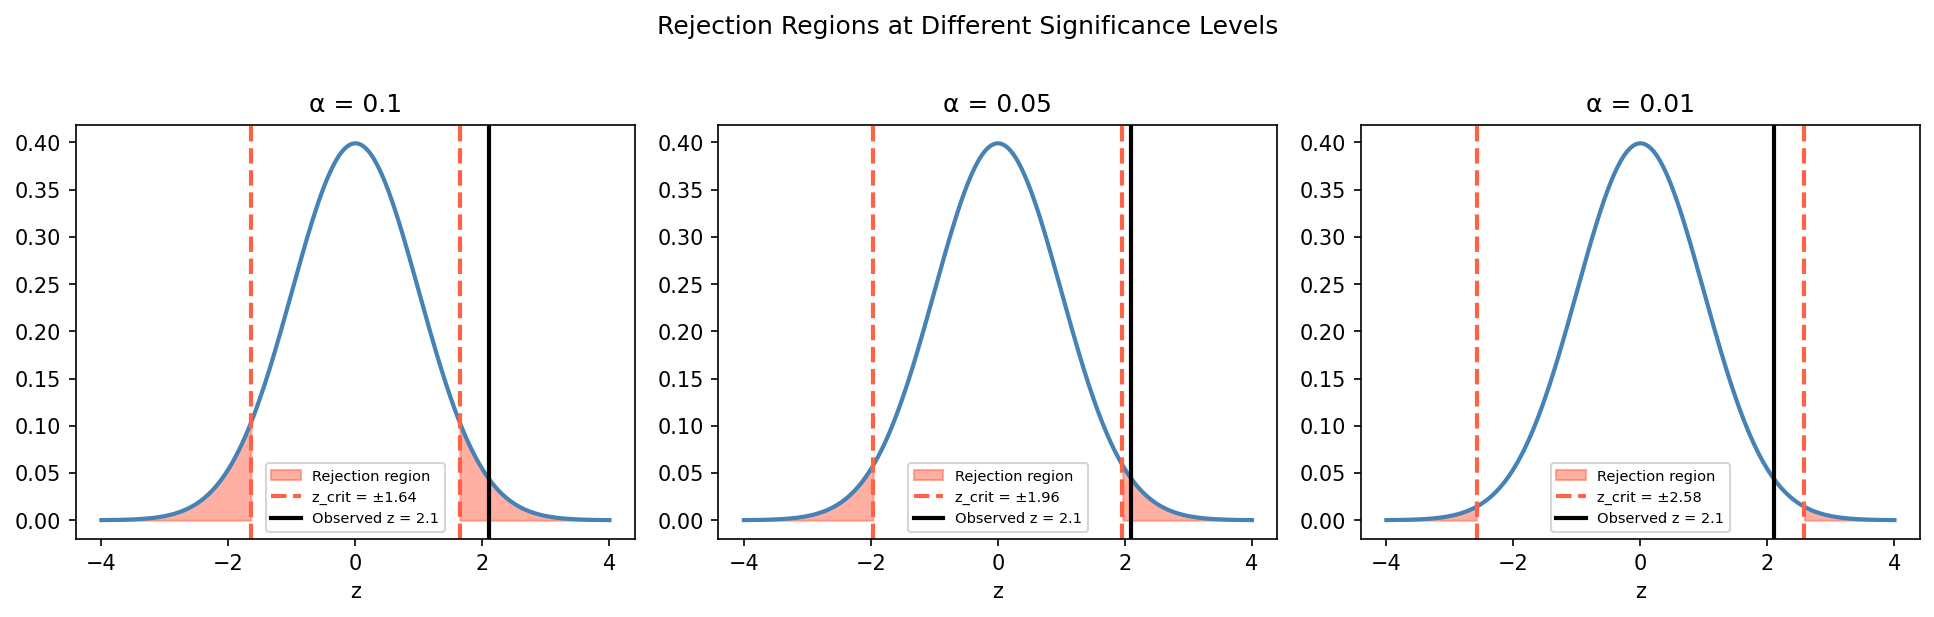 Rejection Regions at Different Significance Levels
α = 0.1
0.40
0.35
0.30
0.25
0.20
0.15
0.10
0.05
0.00
Rejection region
z_crit = ±1.64
Observed z = 2.1
−4 −2 0 2 4
z
α = 0.05
0.40
0.35
0.30
0.25
0.20
0.15
0.10
0.05
0.00
Rejection region
z_crit = ±1.96
Observed z = 2.1
−4 −2 0 2 4
z
α = 0.01
0.40
0.35
0.30
0.25
0.20
0.15
0.10
0.05
0.00
Rejection region
z_crit = ±2.58
Observed z = 2.1
−4 −2 0 2 4
z